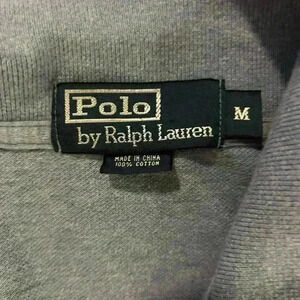 Polo
by Ralph Lauren
M
MADE IN CHINA
100% COTTON